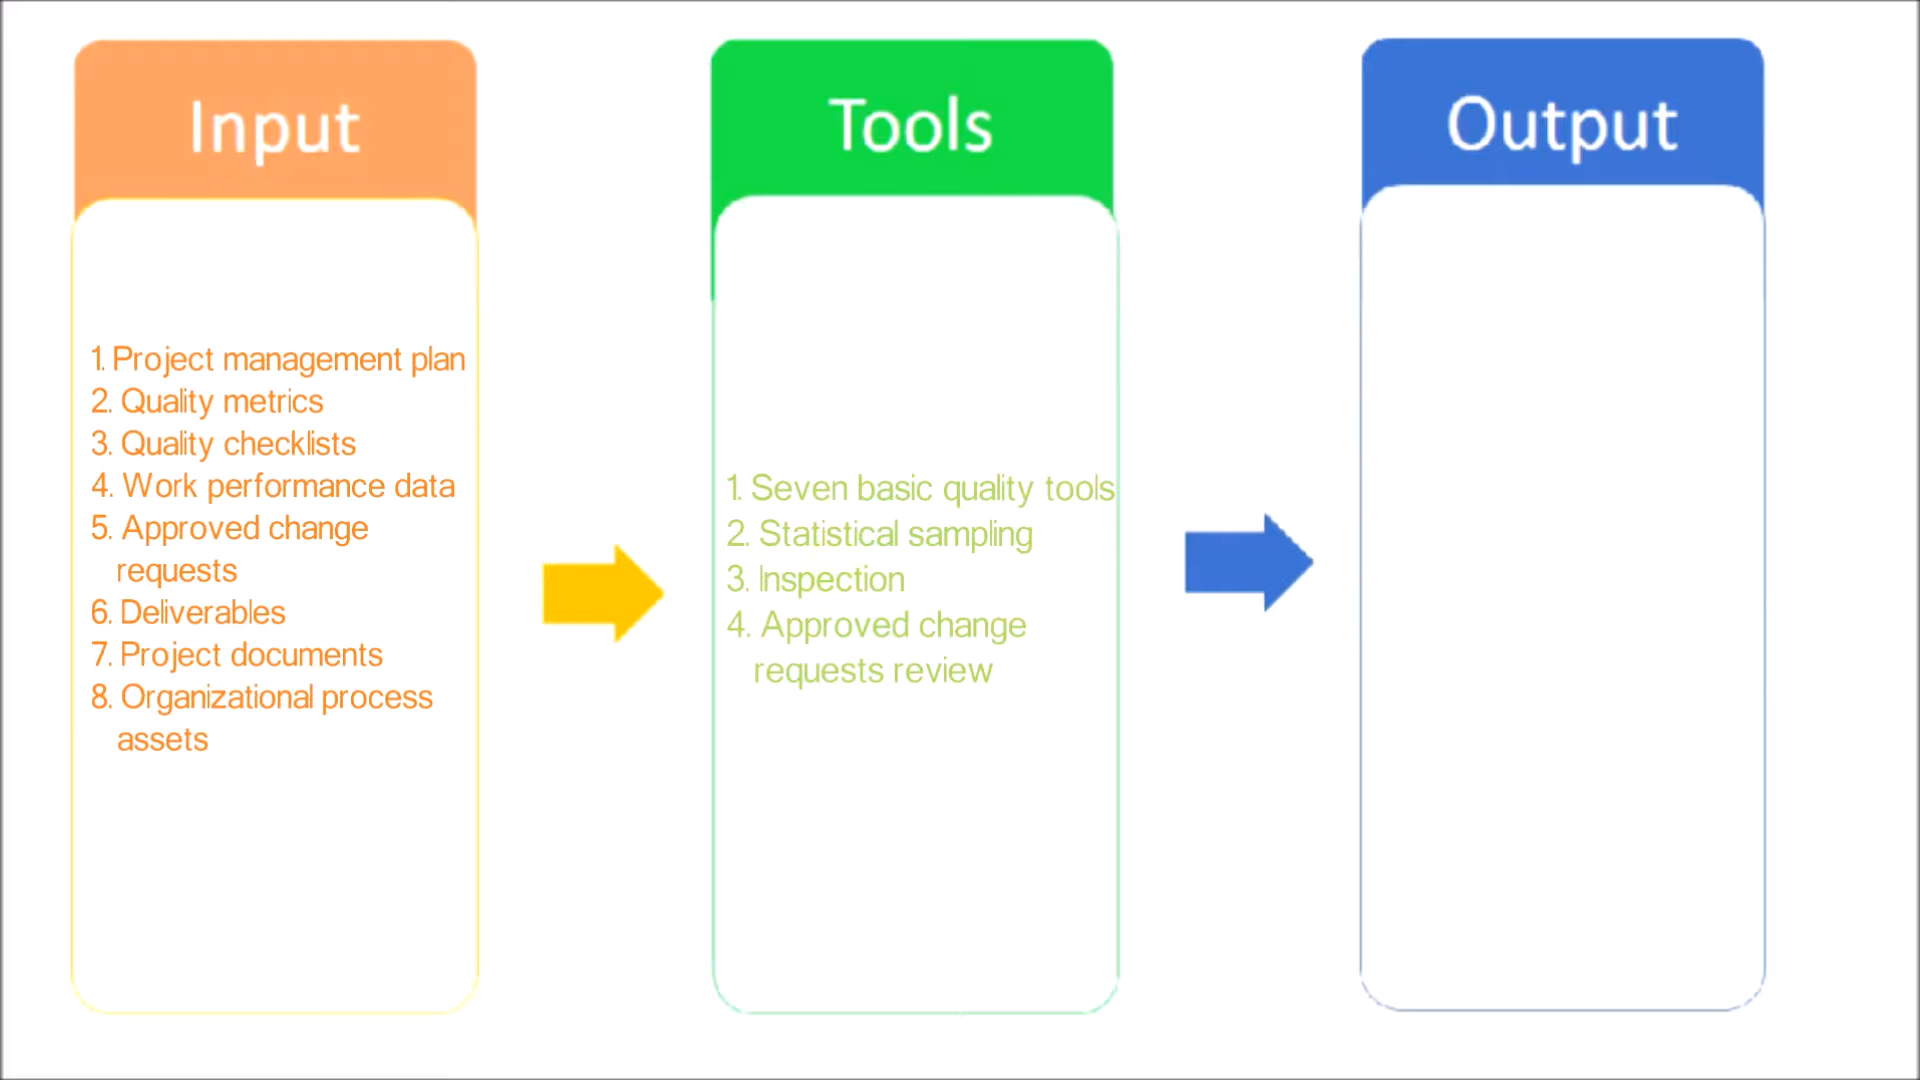 Input
1. Project management plan
2. Quality metrics
3. Quality checklists
4. Work performance data
5. Approved change
requests
6. Deliverables
7. Project documents
8. Organizational process
assets
Tools
1. Seven basic quality tools
2. Statistical sampling
3. Inspection
4. Approved change
requests review
Output